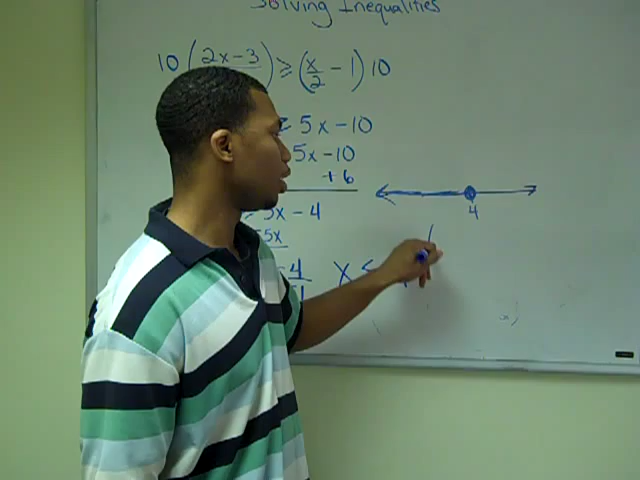 Solving Inequalities
10 ( 2x-3 ) ≥ ( x/2 - 1 ) 10
≥ 5x - 10
5x - 10
+ 6
5x - 4
-5x
-4
4
x ≤